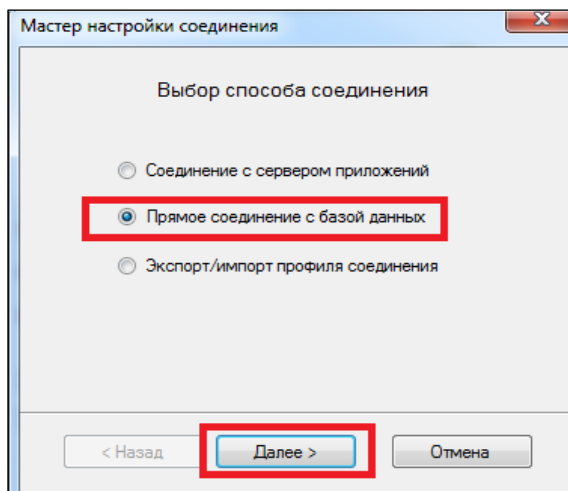 Мастер настройки соединения
Выбор способа соединения
Соединение с сервером приложений
Прямое соединение с базой данных
Экспорт/импорт профиля соединения
< Назад
Далее >
Отмена